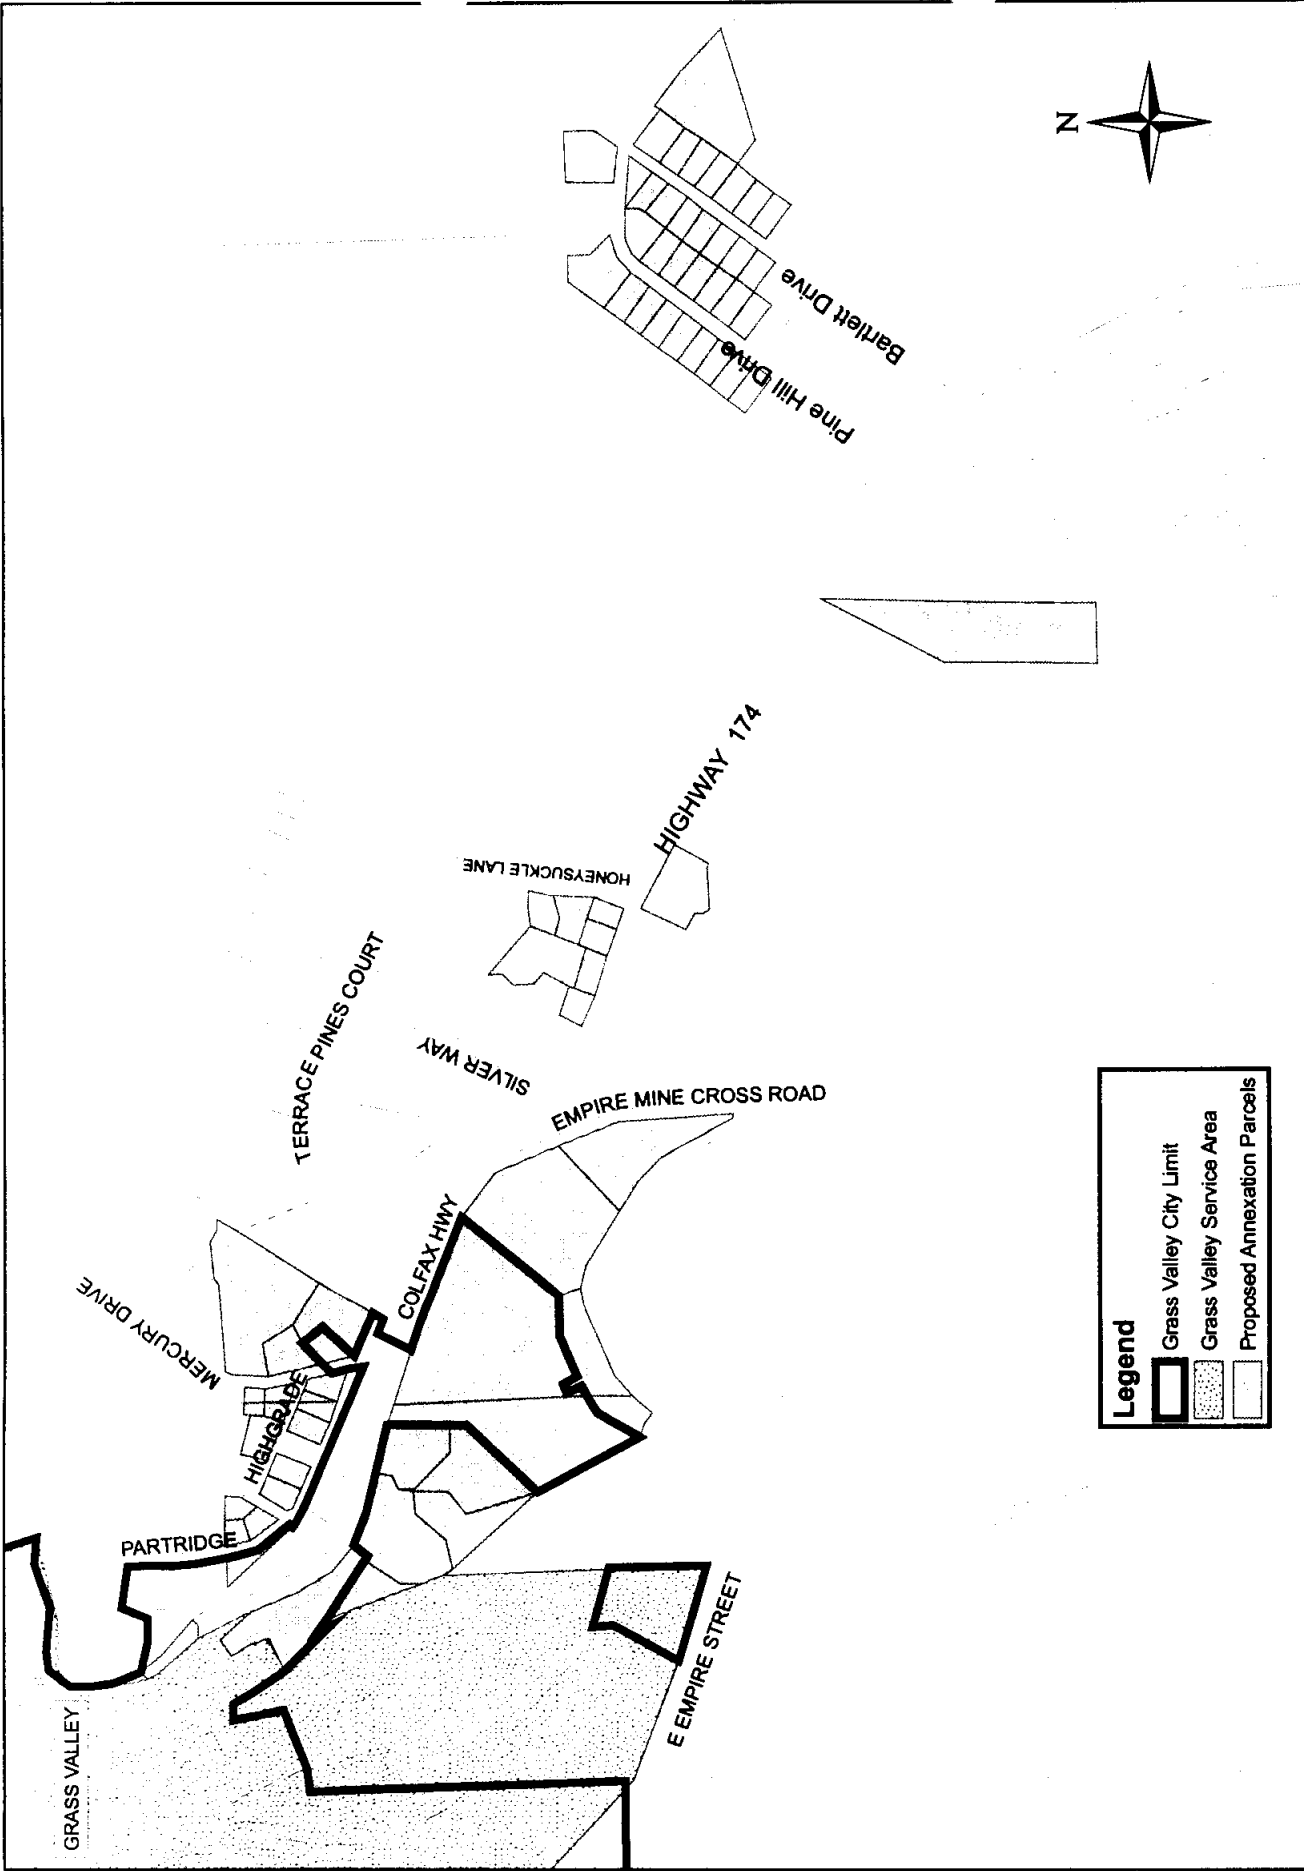 GRASS VALLEY
PARTRIDGE
MERCURY DRIVE
HIGHGRADE
TERRACE PINES COURT
COLFAX HWY
SILVER WAY
EMPIRE MINE CROSS ROAD
HONEYSUCKLE LANE
HIGHWAY 174
E EMPIRE STREET
Pine Hill Drive
Bartlett Drive
N
Legend
Grass Valley City Limit
Grass Valley Service Area
Proposed Annexation Parcels